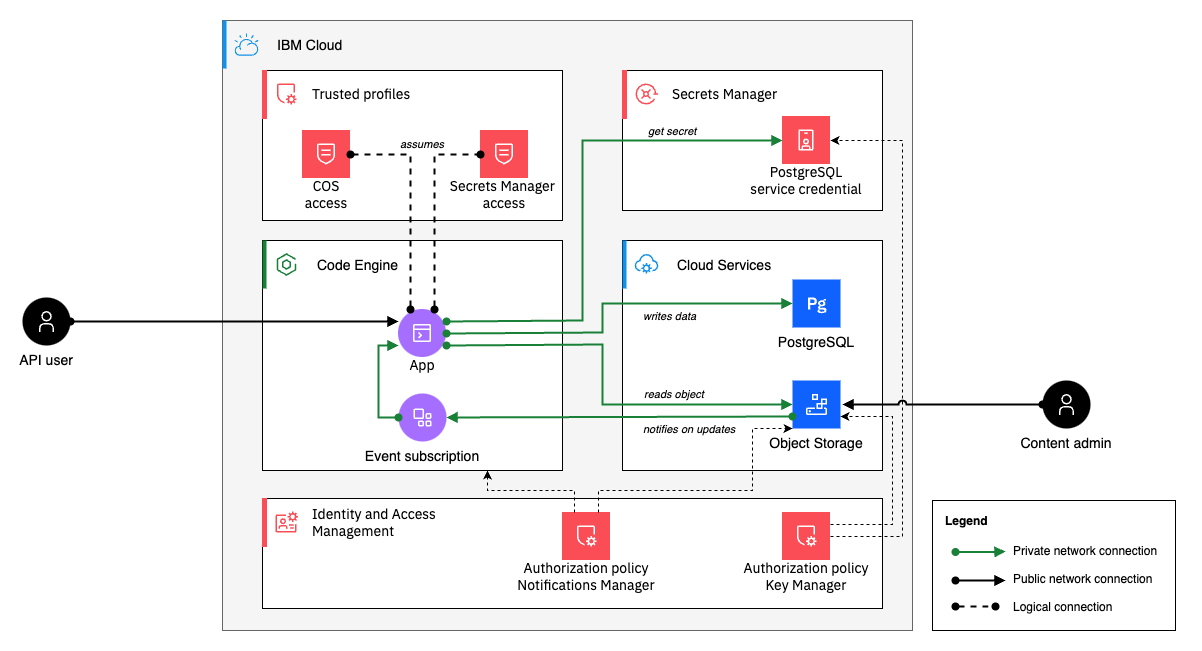 IBM Cloud
Trusted profiles
Secrets Manager
assumes
get secret
COS
access
Secrets Manager
access
PostgreSQL
service credential
Code Engine
Cloud Services
Pg
writes data
PostgreSQL
API user
App
reads object
notifies on updates
Object Storage
Content admin
Event subscription
Identity and Access
Management
Authorization policy
Notifications Manager
Authorization policy
Key Manager
Legend
Private network connection
Public network connection
Logical connection